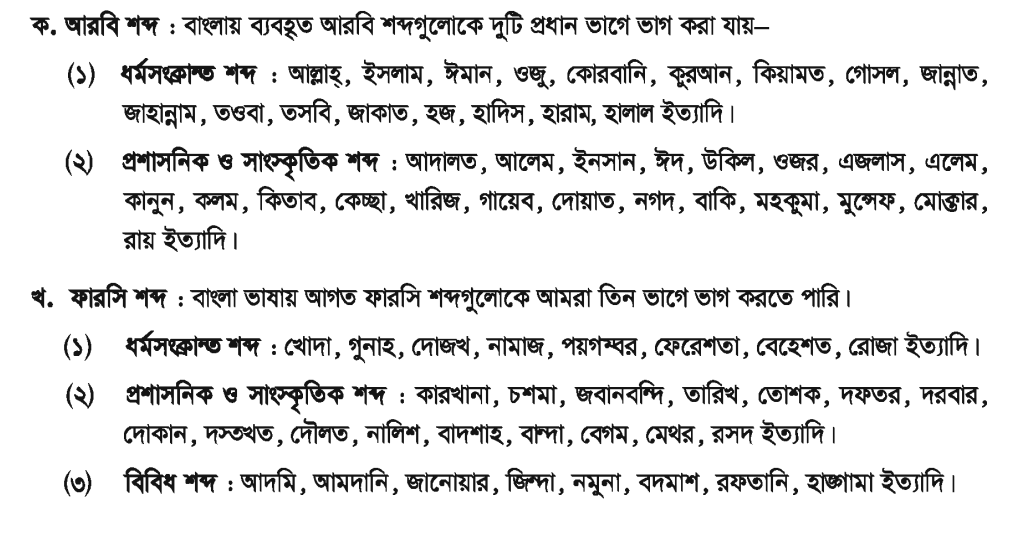 ক. আরবি শব্দ : বাংলায় ব্যবহৃত আরবি শব্দগুলোকে দুটি প্রধান ভাগে ভাগ করা যায়—
(১) ধর্মসংক্রান্ত শব্দ : আল্লাহ্, ইসলাম, ঈমান, ওজু, কোরবানি, কুরআন, কিয়ামত, গোসল, জান্নাত,
জাহান্নাম, তওবা, তসবি, জাকাত, হজ, হাদিস, হারাম, হালাল ইত্যাদি।
(২) প্রশাসনিক ও সাংস্কৃতিক শব্দ : আদালত, আলেম, ইনসান, ঈদ, উকিল, ওজর, এজলাস, এলেম,
কানুন, কলম, কিতাব, কেচ্ছা, খারিজ, গায়েব, দোয়াত, নগদ, বাকি, মহকুমা, মুন্সেফ, মোক্তার,
রায় ইত্যাদি।
খ. ফারসি শব্দ : বাংলা ভাষায় আগত ফারসি শব্দগুলোকে আমরা তিন ভাগে ভাগ করতে পারি।
(১) ধর্মসংক্রান্ত শব্দ : খোদা, গুনাহ, দোজখ, নামাজ, পয়গম্বর, ফেরেশতা, বেহেশত, রোজা ইত্যাদি।
(২) প্রশাসনিক ও সাংস্কৃতিক শব্দ : কারখানা, চশমা, জবানবন্দি, তারিখ, তোশক, দফতর, দরবার,
দোকান, দস্তখত, দৌলত, নালিশ, বাদশাহ, বান্দা, বেগম, মেথর, রসদ ইত্যাদি।
(৩) বিবিধ শব্দ : আদমি, আমদানি, জানোয়ার, জিন্দা, নমুনা, বদমাশ, রফতানি, হাঙ্গামা ইত্যাদি।